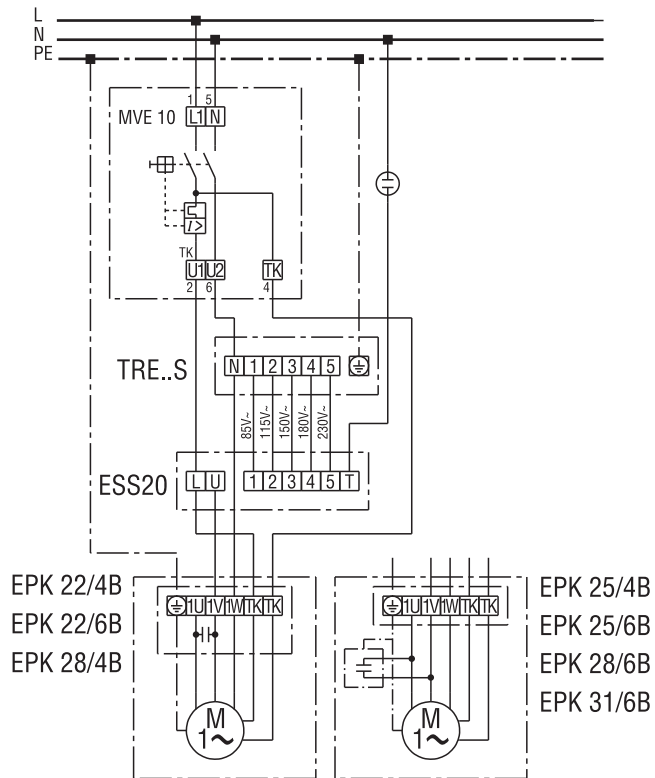 L
N
PE
1 5
MVE 10 L1 N
I>
TK
U1 U2 TK
2 6 4
TRE..S N 1 2 3 4 5
85V~ 115V~ 150V~ 180V~ 230V~
ESS20 L U 1 2 3 4 5 T
EPK 22/4B
EPK 22/6B
EPK 28/4B
1U 1V 1W TK TK
M
1~
1U 1V 1W TK TK
M
1~
EPK 25/4B
EPK 25/6B
EPK 28/6B
EPK 31/6B